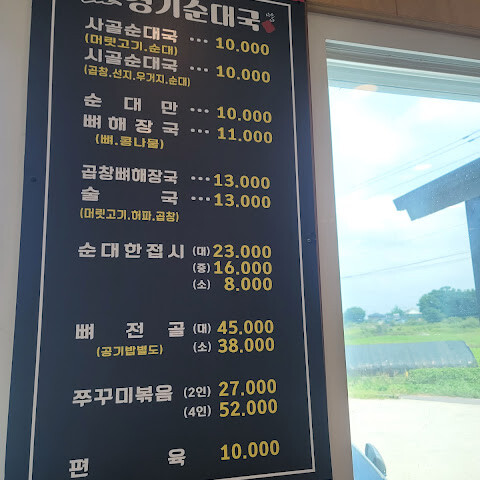 순대국
사골순대국 ··· 10.000
(머릿고기.순대)
시골순대국 ··· 10.000
(곱창.선지.우거지.순대)
순대만 ··· 10.000
뼈해장국 ··· 11.000
(뼈.콩나물)
곱창뼈해장국 ··· 13.000
술국 ··· 13.000
(머릿고기.허파.곱창)
순대한접시 (대) 23.000
(중) 16.000
(소) 8.000
뼈전골 (대) 45.000
(공기밥별도) (소) 38.000
쭈꾸미볶음 (2인) 27.000
(4인) 52.000
편육 10.000